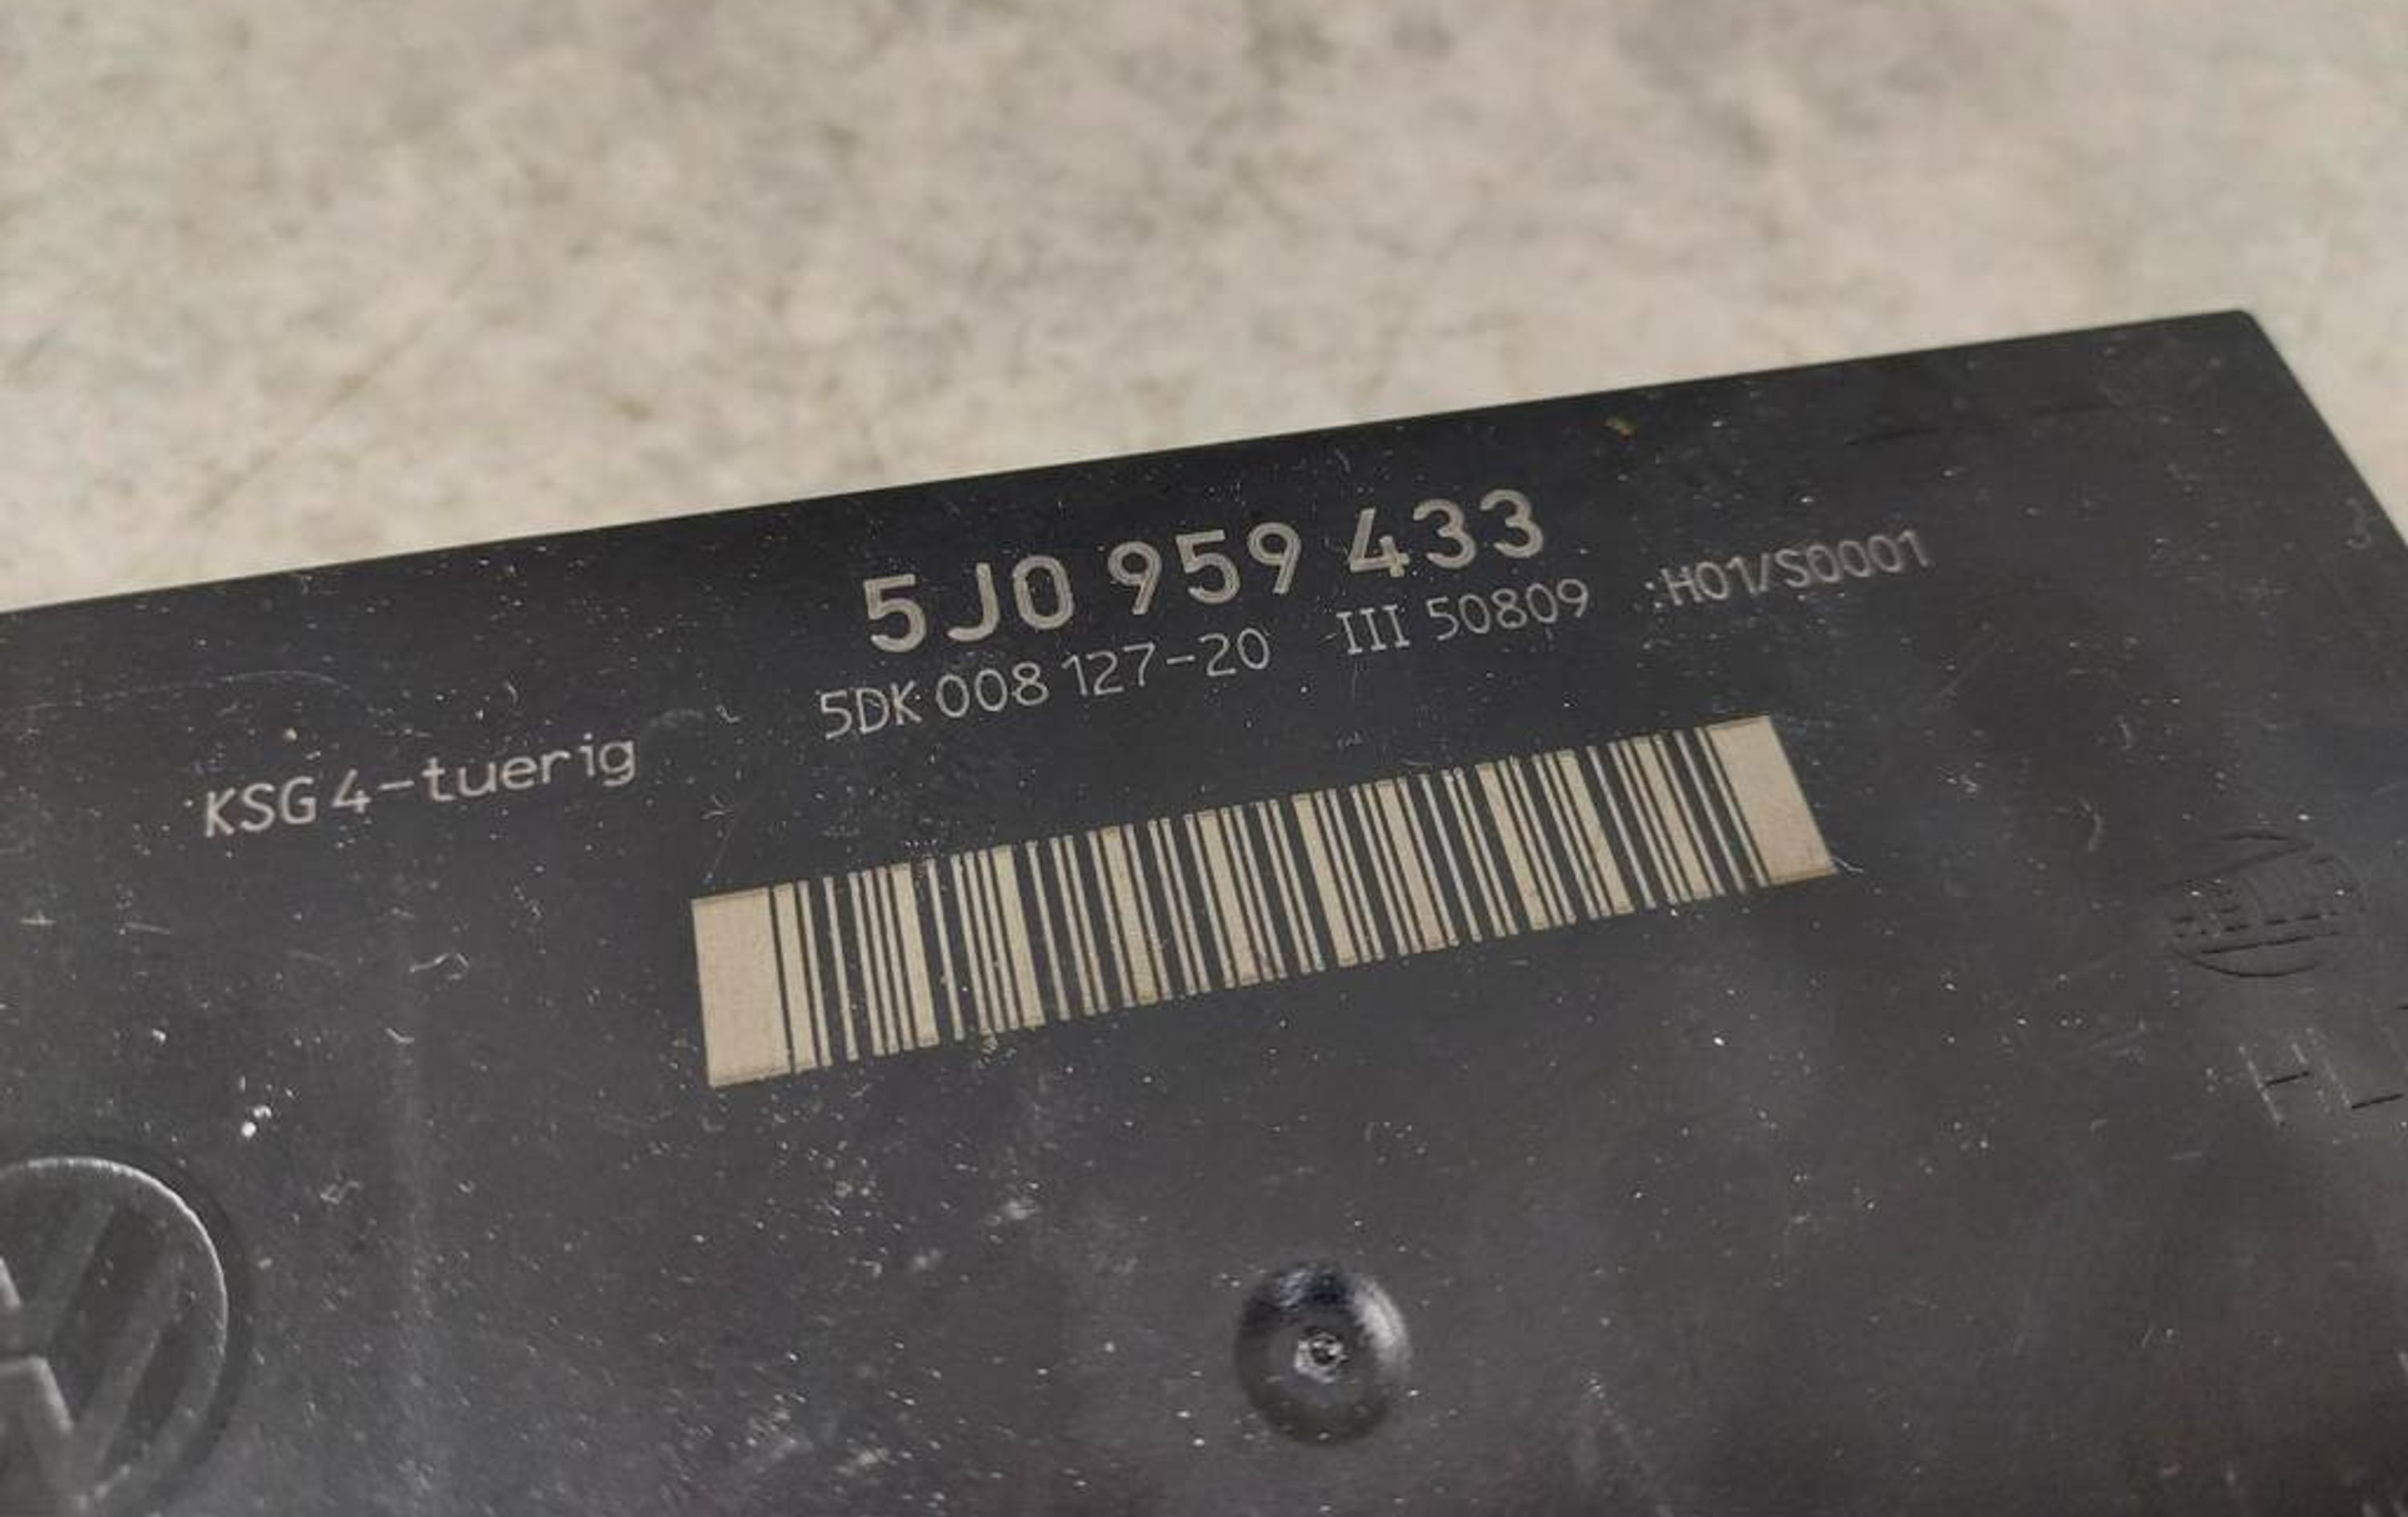 5J0 959 433
5DK 008 127-20 III 50809 :H01/S0001
KSG 4-tuerig